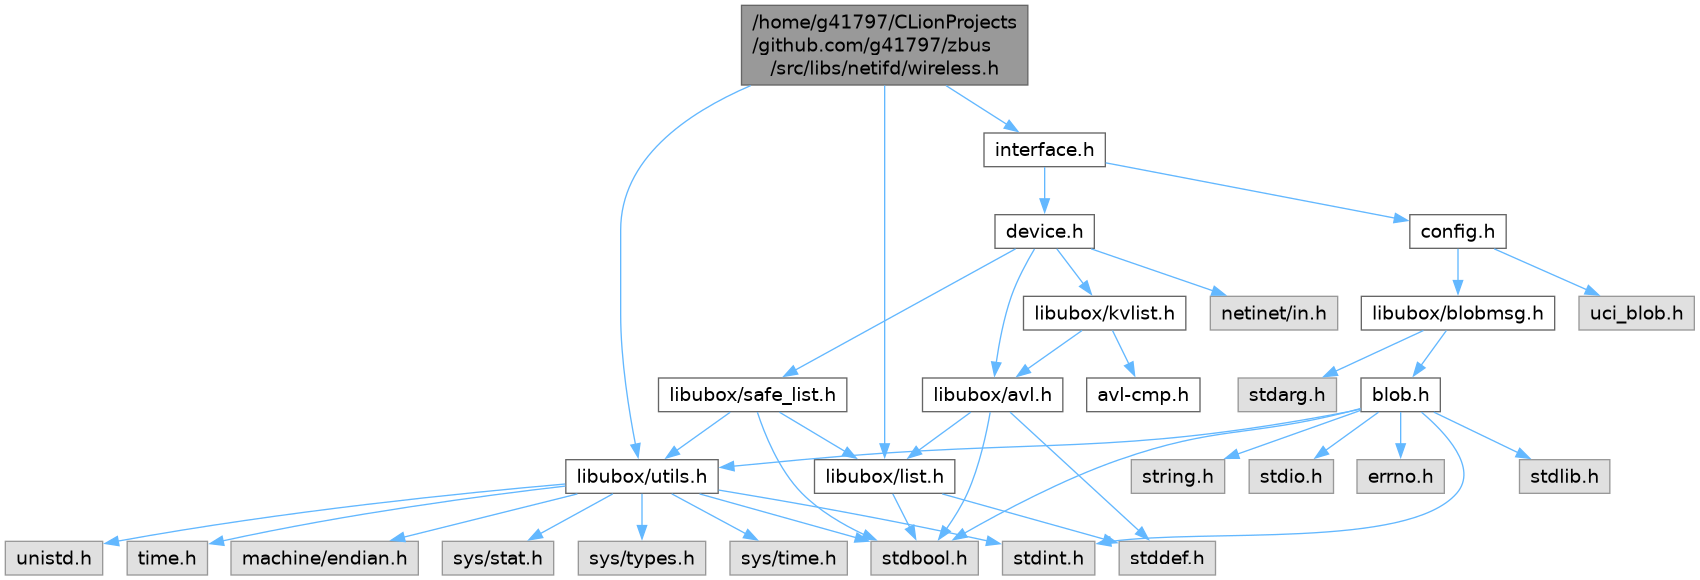 /home/g41797/CLionProjects
/github.com/g41797/zbus
/src/libs/netifd/wireless.h
interface.h
device.h
config.h
libubox/kvlist.h
netinet/in.h
libubox/blobmsg.h
uci_blob.h
libubox/safe_list.h
libubox/avl.h
avl-cmp.h
stdarg.h
blob.h
libubox/utils.h
libubox/list.h
string.h
stdio.h
errno.h
stdlib.h
unistd.h
time.h
machine/endian.h
sys/stat.h
sys/types.h
sys/time.h
stdbool.h
stdint.h
stddef.h